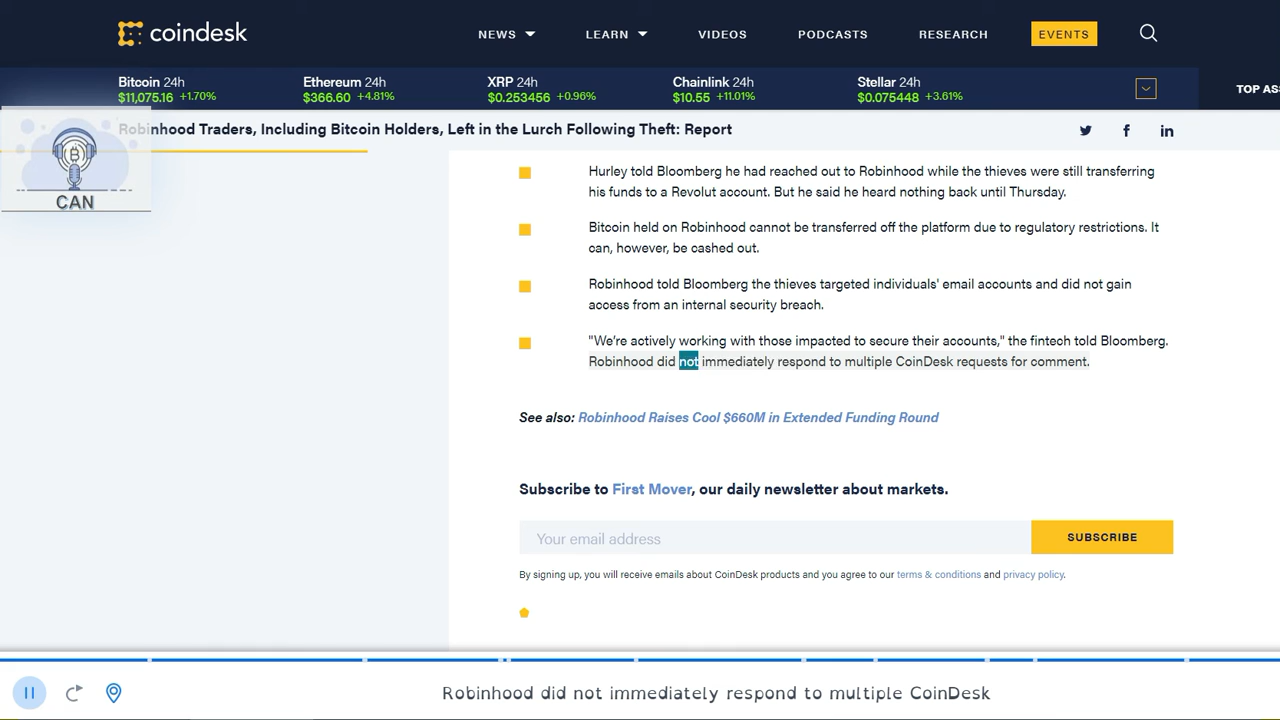 coindesk
NEWS LEARN VIDEOS PODCASTS RESEARCH EVENTS
Bitcoin 24h Ethereum 24h XRP 24h Chainlink 24h Stellar 24h
$11,075.16 +1.70% $366.60 +4.81% $0.253456 +0.96% $10.55 +11.01% $0.075448 +3.61%
TOP AS
Robinhood Traders, Including Bitcoin Holders, Left in the Lurch Following Theft: Report
CAN
Hurley told Bloomberg he had reached out to Robinhood while the thieves were still transferring
his funds to a Revolut account. But he said he heard nothing back until Thursday.
Bitcoin held on Robinhood cannot be transferred off the platform due to regulatory restrictions. It
can, however, be cashed out.
Robinhood told Bloomberg the thieves targeted individuals' email accounts and did not gain
access from an internal security breach.
"We're actively working with those impacted to secure their accounts," the fintech told Bloomberg.
Robinhood did not immediately respond to multiple CoinDesk requests for comment.
See also: Robinhood Raises Cool $660M in Extended Funding Round
Subscribe to First Mover, our daily newsletter about markets.
Your email address
SUBSCRIBE
By signing up, you will receive emails about CoinDesk products and you agree to our terms & conditions and privacy policy.
Robinhood did not immediately respond to multiple CoinDesk